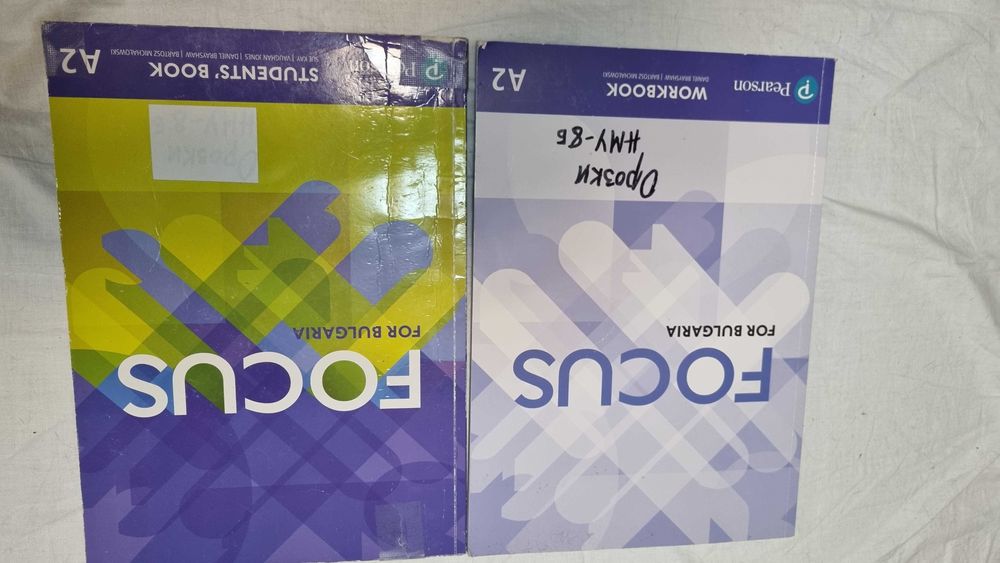 FOCUS
FOR BULGARIA
Орозки
НМУ-8Б
Pearson
WORKBOOK
DANIEL BRAYSHAW | BARTOSZ MICHAŁOWSKI
A2
FOCUS
FOR BULGARIA
Pearson
STUDENTS' BOOK
SUE KAY | VAUGHAN JONES | DANIEL BRAYSHAW | BARTOSZ MICHAŁOWSKI
A2